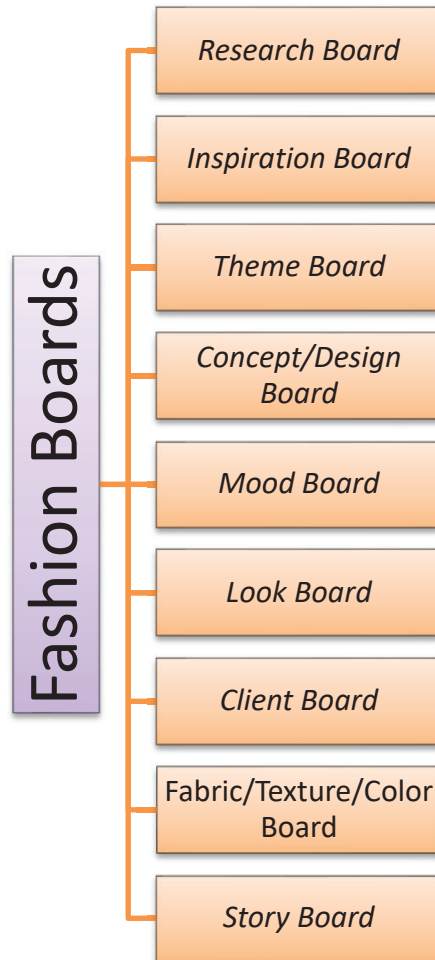 Fashion Boards
Research Board
Inspiration Board
Theme Board
Concept/Design
Board
Mood Board
Look Board
Client Board
Fabric/Texture/Color
Board
Story Board